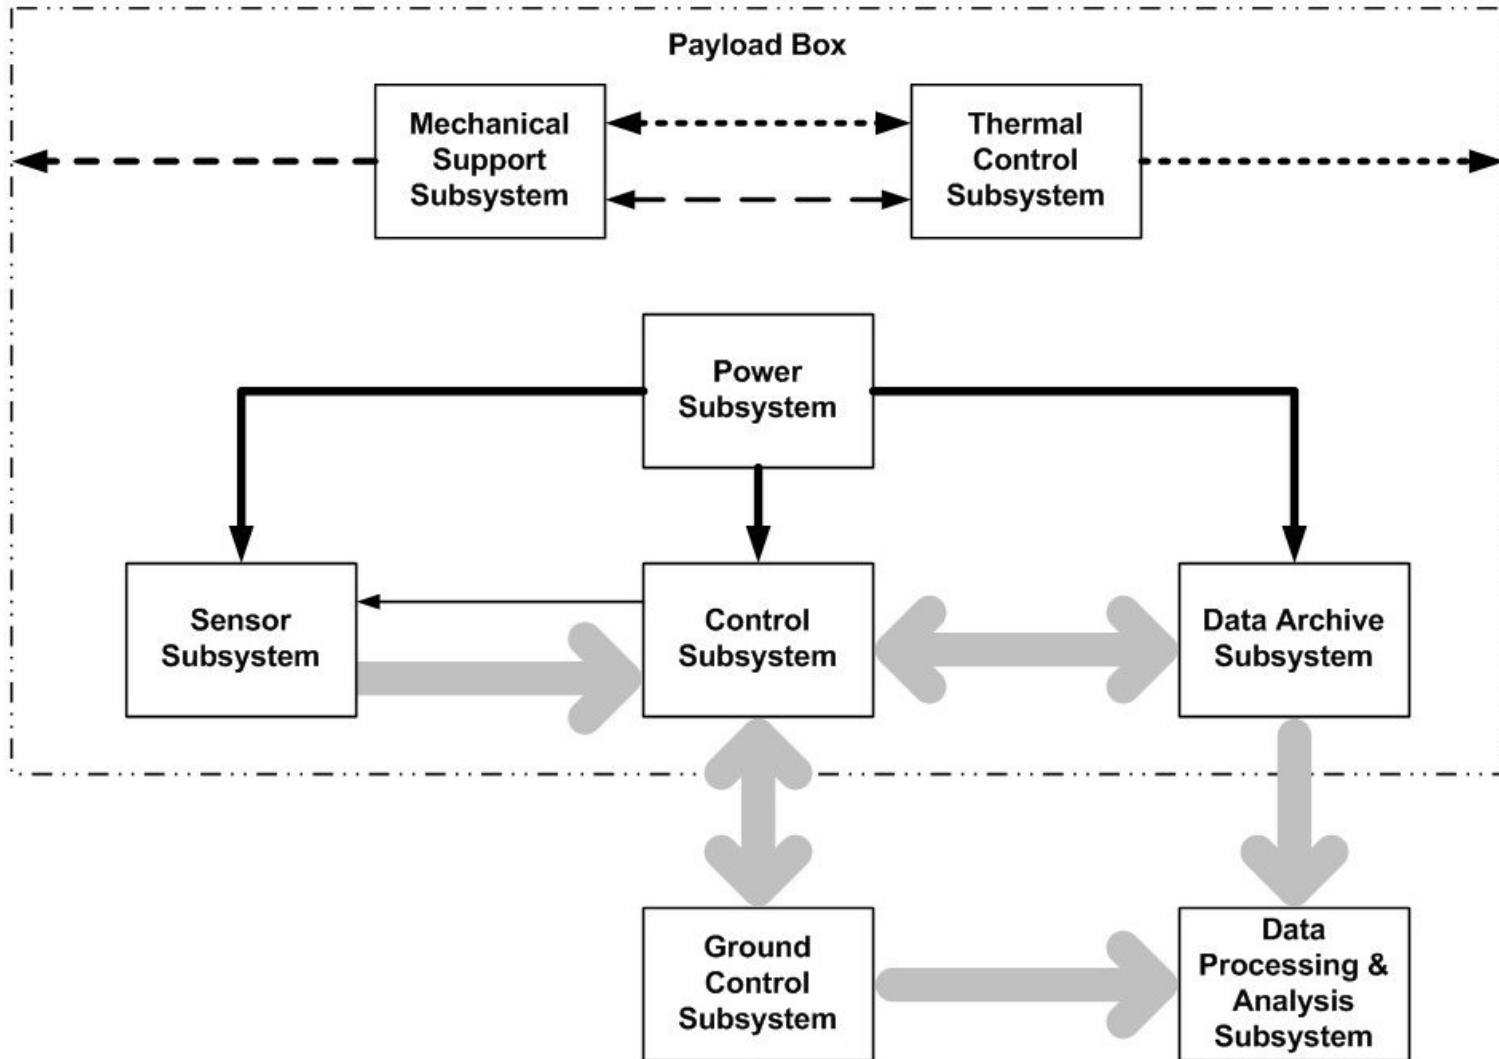 Payload Box
Mechanical
Support
Subsystem
Thermal
Control
Subsystem
Power
Subsystem
Sensor
Subsystem
Control
Subsystem
Data Archive
Subsystem
Ground
Control
Subsystem
Data
Processing &
Analysis
Subsystem